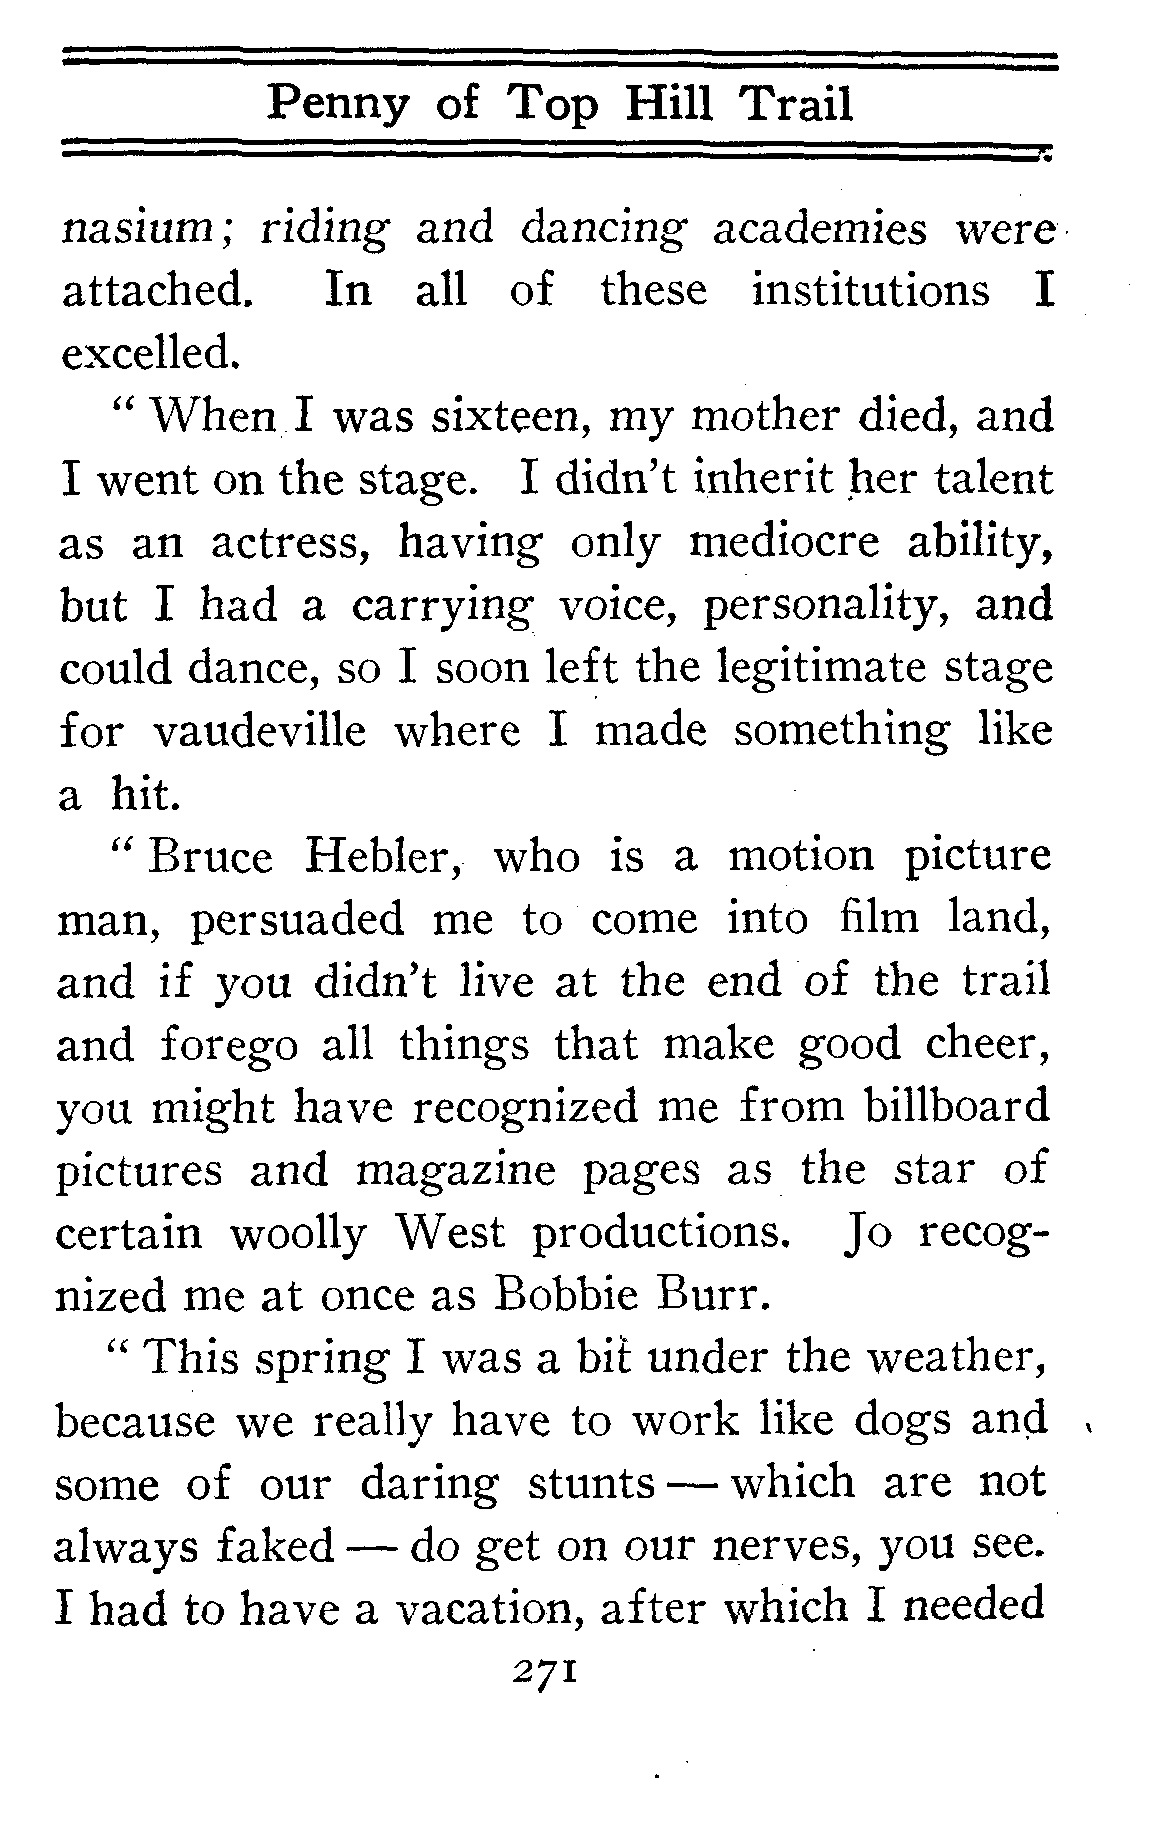 Penny of Top Hill Trail
nasium; riding and dancing academies were
attached. In all of these institutions I
excelled.
“ When I was sixteen, my mother died, and
I went on the stage. I didn't inherit her talent
as an actress, having only mediocre ability,
but I had a carrying voice, personality, and
could dance, so I soon left the legitimate stage
for vaudeville where I made something like
a hit.
“ Bruce Hebler, who is a motion picture
man, persuaded me to come into film land,
and if you didn't live at the end of the trail
and forego all things that make good cheer,
you might have recognized me from billboard
pictures and magazine pages as the star of
certain woolly West productions. Jo recog-
nized me at once as Bobbie Burr.
“ This spring I was a bit under the weather,
because we really have to work like dogs and
some of our daring stunts — which are not
always faked — do get on our nerves, you see.
I had to have a vacation, after which I needed
271